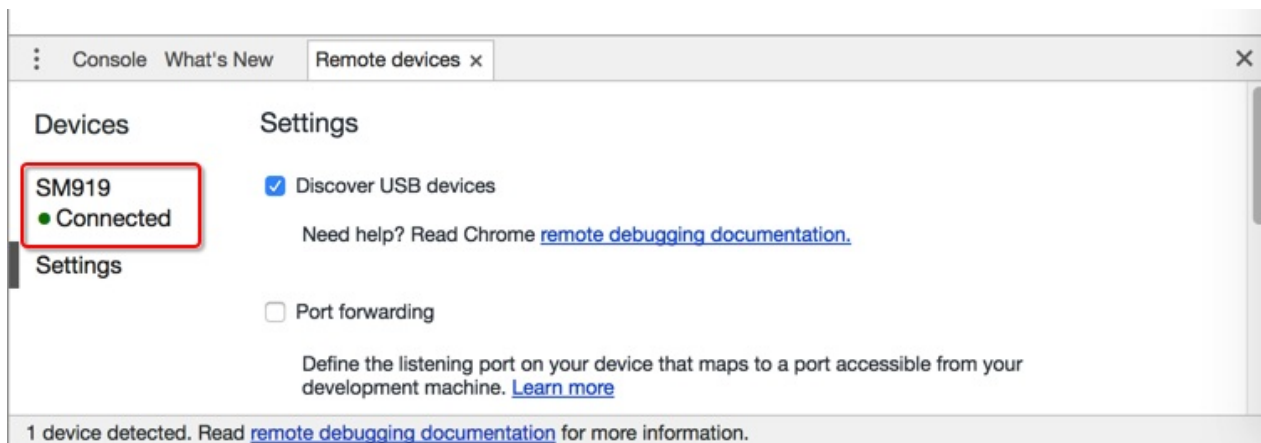 Console What's New Remote devices ×
Devices
SM919
Connected
Settings
Settings
Discover USB devices
Need help? Read Chrome remote debugging documentation.
Port forwarding
Define the listening port on your device that maps to a port accessible from your
development machine. Learn more
1 device detected. Read remote debugging documentation for more information.